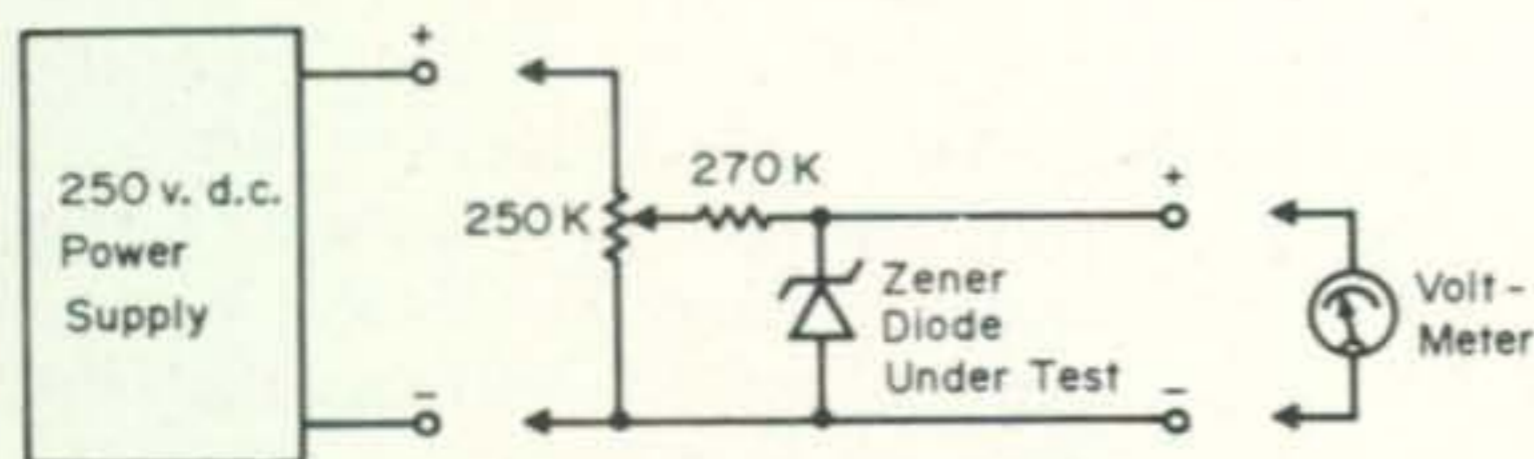 +
250 v. d.c.
Power
Supply
-
250 K
270 K
Zener
Diode
Under Test
+
-
Volt-
Meter